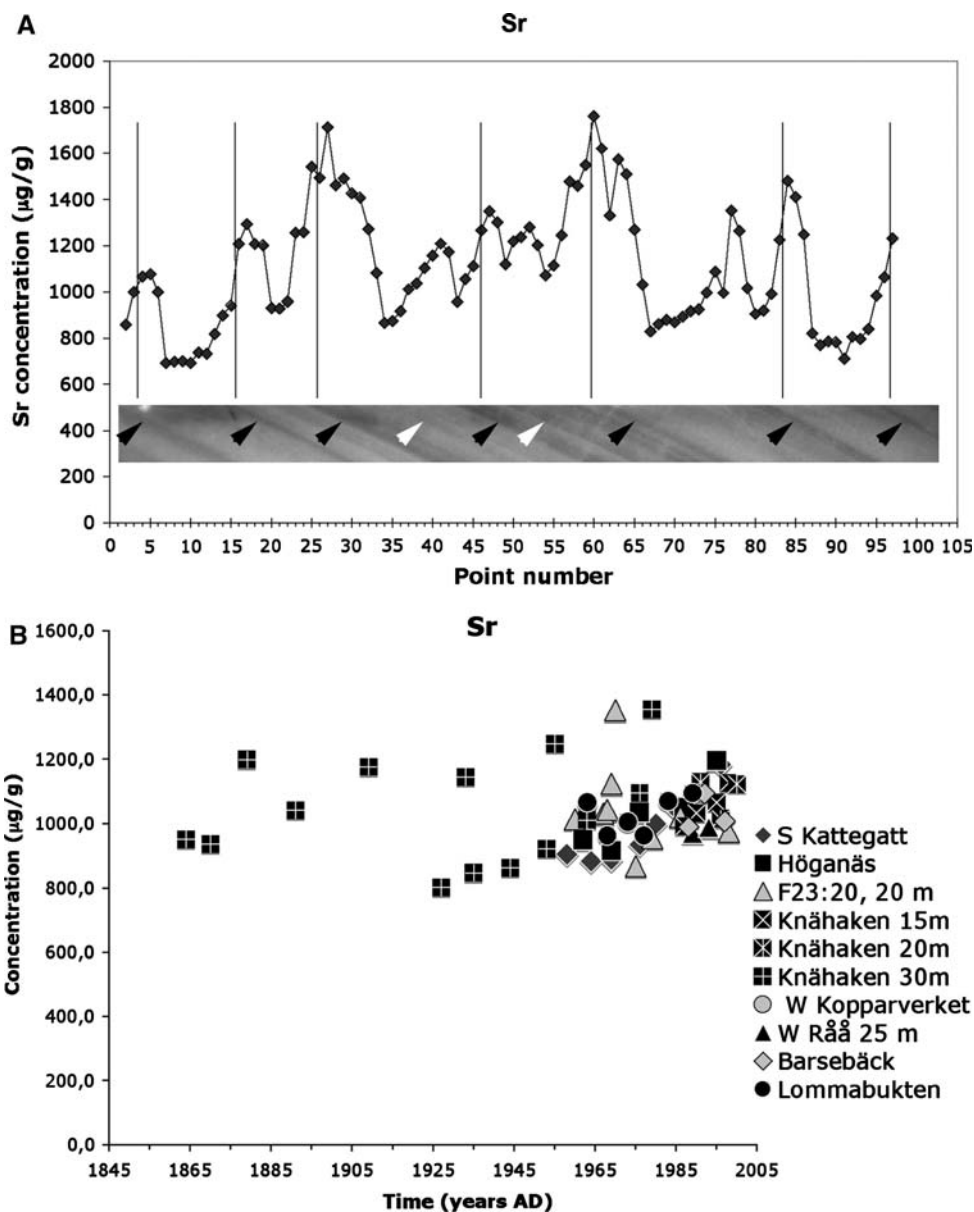 A
Sr
Sr concentration (µg/g)
2000
1800
1600
1400
1200
1000
800
600
400
200
0
0 5 10 15 20 25 30 35 40 45 50 55 60 65 70 75 80 85 90 95 100 105
Point number
B
Sr
Concentration (µg/g)
1600,0
1400,0
1200,0
1000,0
800,0
600,0
400,0
200,0
0,0
S Kattegatt
Höganäs
F23:20, 20 m
Knähaken 15m
Knähaken 20m
Knähaken 30m
W Kopparverket
W Råå 25 m
Barsebäck
Lommabukten
1845 1865 1885 1905 1925 1945 1965 1985 2005
Time (years AD)